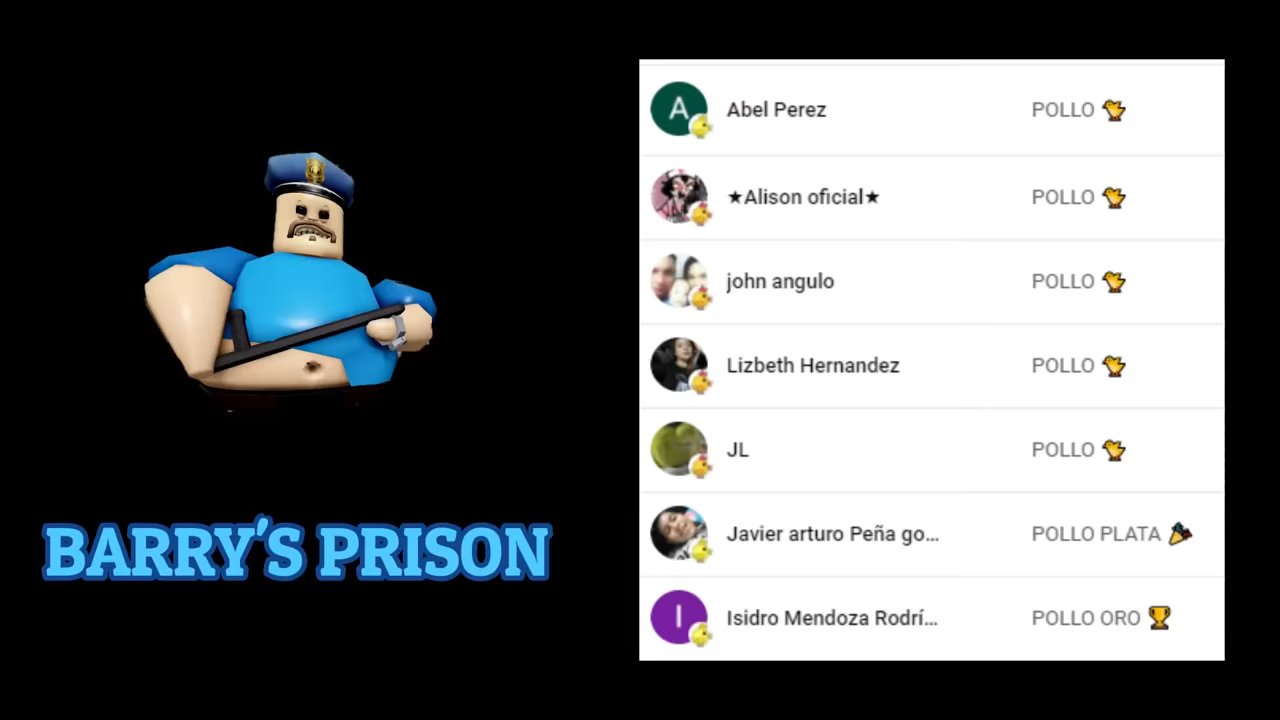 Abel Perez POLLO 🐤
★Alison oficial★ POLLO 🐤
john angulo POLLO 🐤
Lizbeth Hernandez POLLO 🐤
JL POLLO 🐤
Javier arturo Peña go... POLLO PLATA 🎉
Isidro Mendoza Rodrí... POLLO ORO 🏆
BARRY'S PRISON